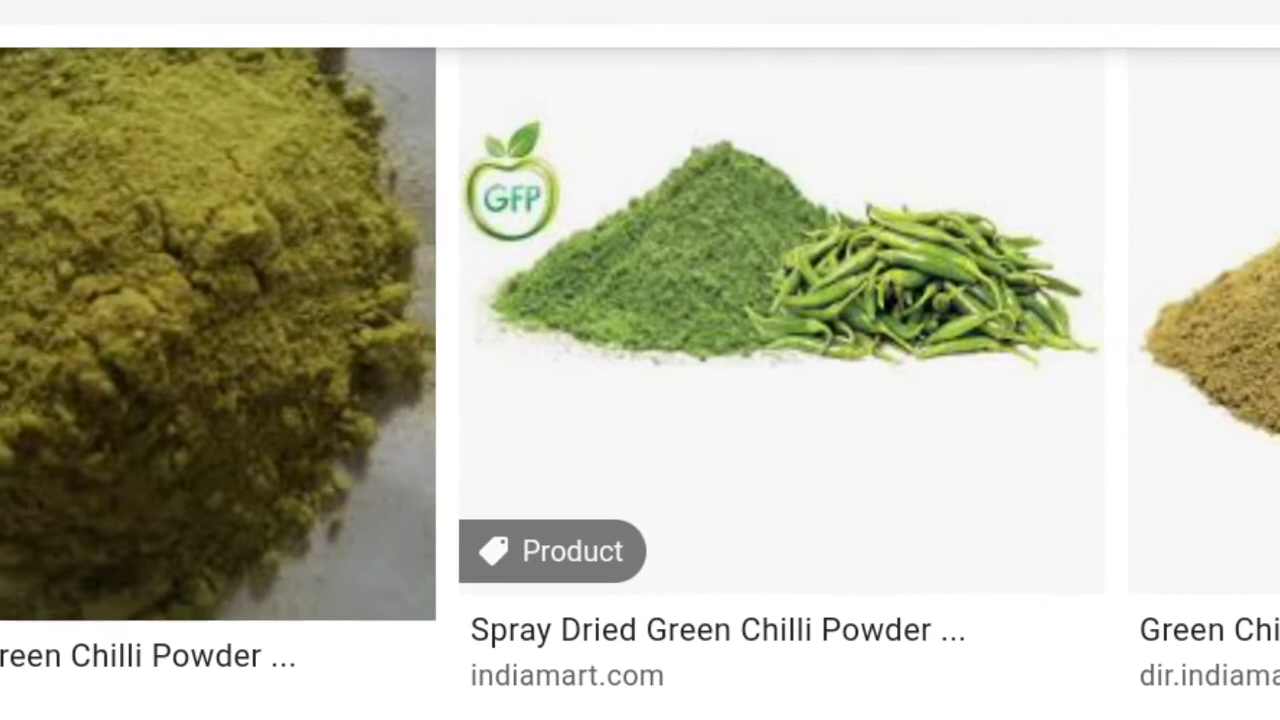 GFP
Product
reen Chilli Powder ...
Spray Dried Green Chilli Powder ...
indiamart.com
Green Chi
dir.indiama